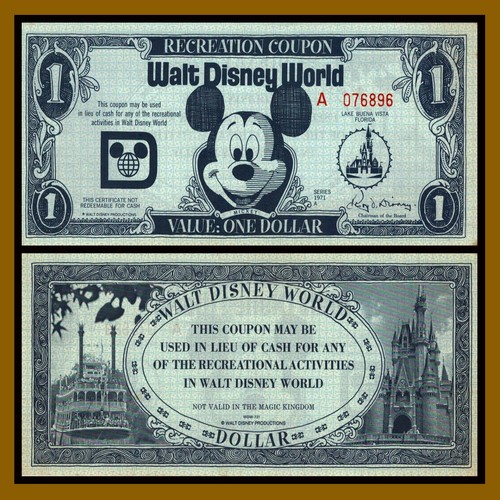 RECREATION COUPON
Walt Disney World
1
1
This coupon may be used
in lieu of cash for any of the recreational
activities in Walt Disney World
A 076896
LAKE BUENA VISTA
FLORIDA
THIS CERTIFICATE NOT
REDEEMABLE FOR CASH
© WALT DISNEY PRODUCTIONS
SERIES
1971
A
Roy O. Disney
Chairman of the Board
MICKEY
1
1
VALUE: ONE DOLLAR
WALT DISNEY WORLD
THIS COUPON MAY BE
USED IN LIEU OF CASH FOR ANY
OF THE RECREATIONAL ACTIVITIES
IN WALT DISNEY WORLD
NOT VALID IN THE MAGIC KINGDOM
© WALT DISNEY PRODUCTIONS
DOLLAR